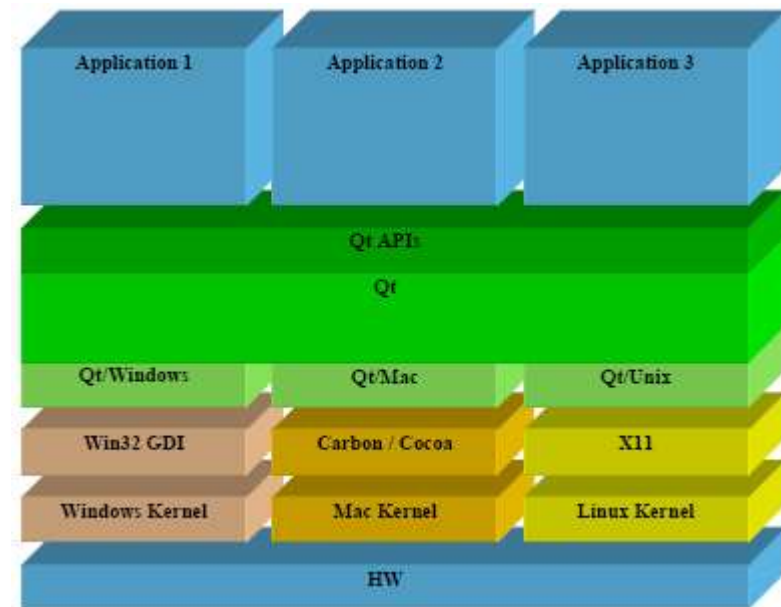 Application 1
Application 2
Application 3
Qt APIs
Qt
Qt/Windows
Qt/Mac
Qt/Unix
Win32 GDI
Carbon / Cocoa
X11
Windows Kernel
Mac Kernel
Linux Kernel
HW